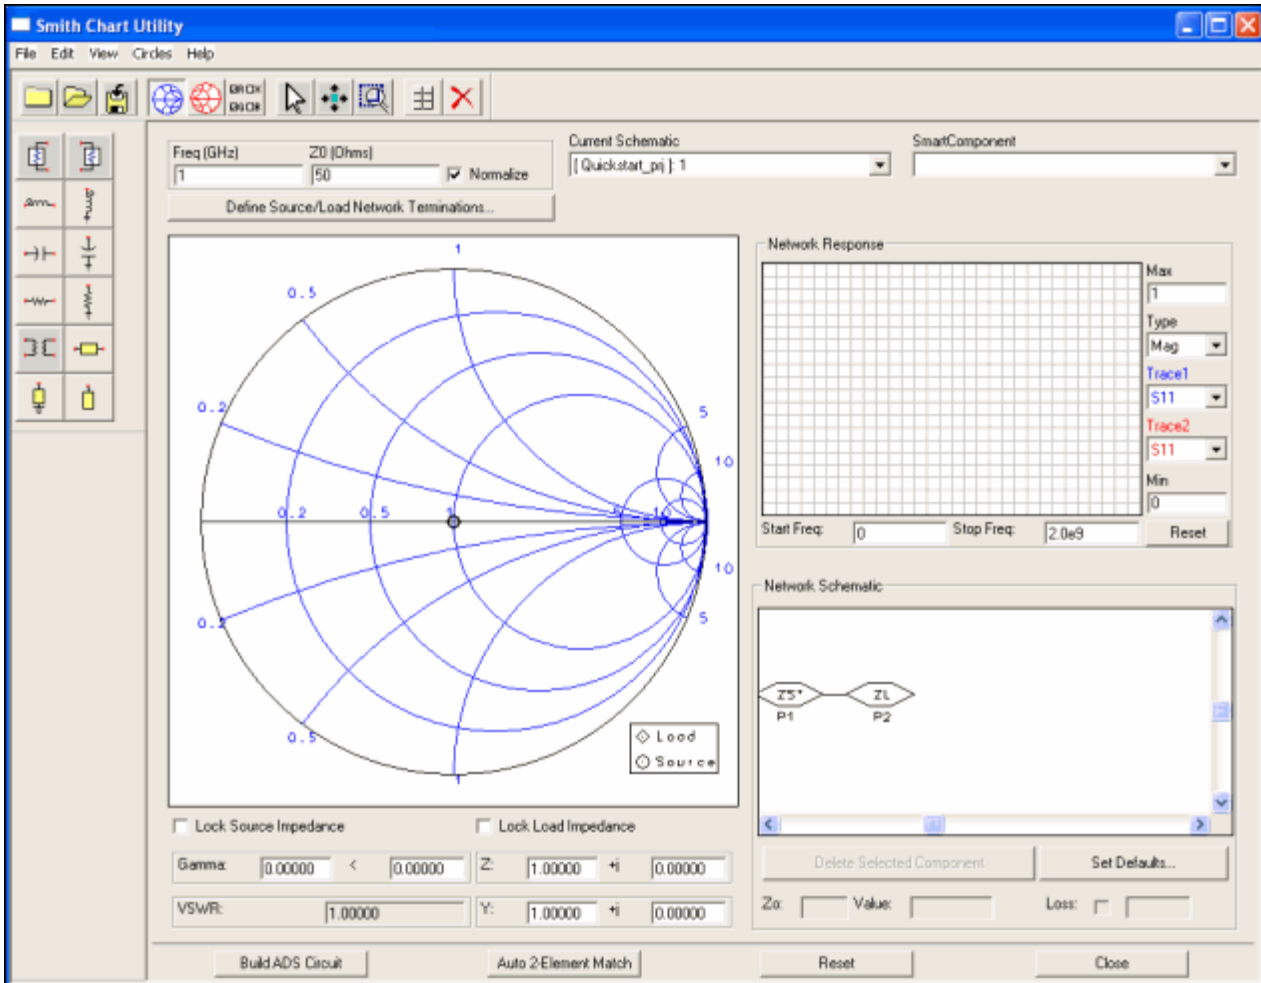 Smith Chart Utility
File Edit View Circles Help
Current Schematic
SmartComponent
Freq (GHz) Z0 (Ohms)
1 50 Normalize
[ Quickstart_prj ]: 1
Define Source/Load Network Terminations...
1
0.5
0.2
5
10
0.2 0.5 1 5 10
10
5
0.2
0.5
1
Load
Source
Network Response
Max
1
Type
Mag
Trace1
S11
Trace2
S11
Min
0
Start Freq: 0 Stop Freq: 2.0e9 Reset
Network Schematic
ZS* ZL
P1 P2
Lock Source Impedance Lock Load Impedance
Gamma: 0.00000 < 0.00000 Z: 1.00000 +j 0.00000
VSWR: 1.00000 Y: 1.00000 +j 0.00000
Delete Selected Component Set Defaults...
Zo: Value: Loss:
Build ADS Circuit Auto 2-Element Match Reset Close